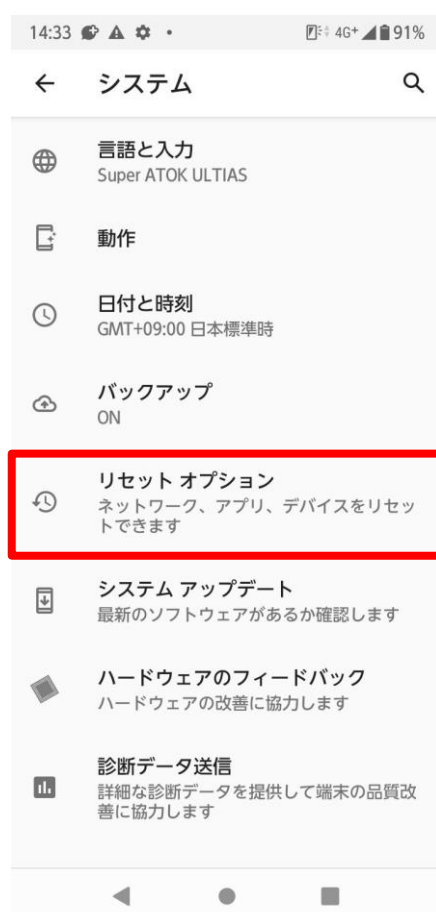 14:33 4G+ 91%
システム
言語と入力
Super ATOK ULTIAS
動作
日付と時刻
GMT+09:00 日本標準時
バックアップ
ON
リセット オプション
ネットワーク、アプリ、デバイスをリセッ
トできます
システム アップデート
最新のソフトウェアがあるか確認します
ハードウェアのフィードバック
ハードウェアの改善に協力します
診断データ送信
詳細な診断データを提供して端末の品質改
善に協力します